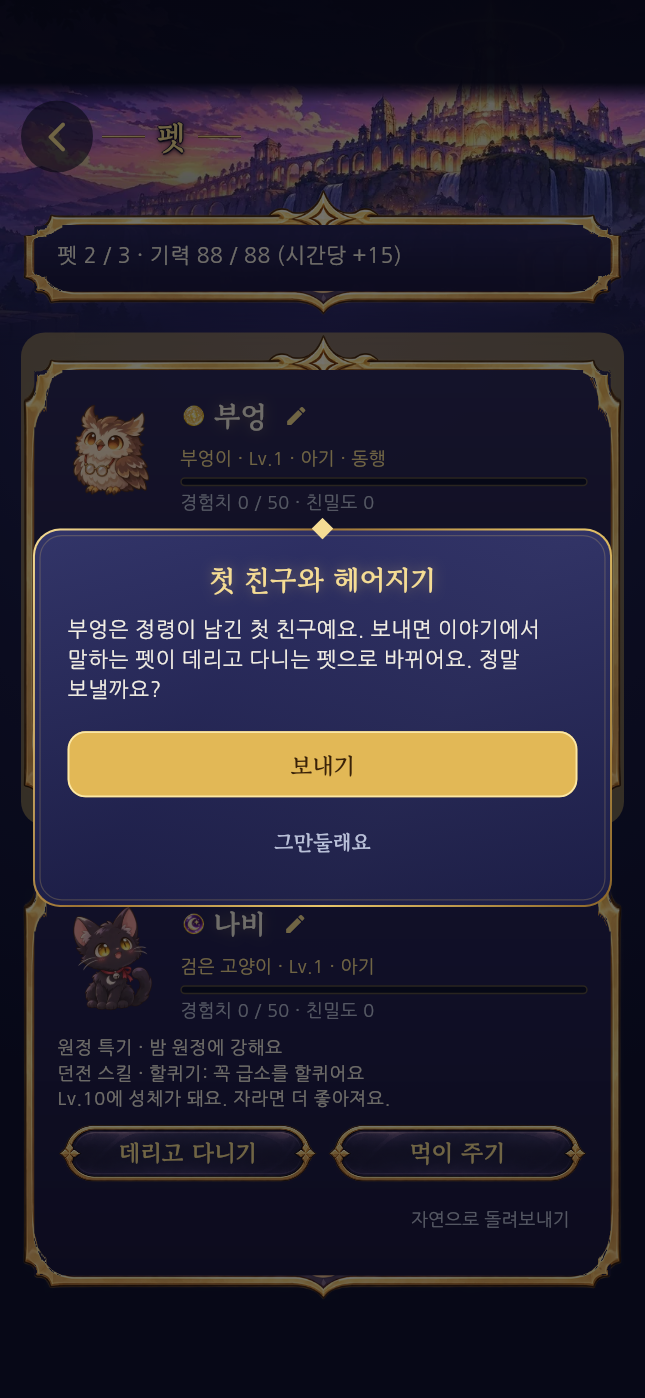 펫
펫 2 / 3 · 기력 88 / 88 (시간당 +15)
부엉
부엉이 · Lv.1 · 아기 · 동행
경험치 0 / 50 · 친밀도 0
첫 친구와 헤어지기
부엉은 정령이 남긴 첫 친구예요. 보내면 이야기에서
말하는 펫이 데리고 다니는 펫으로 바뀌어요. 정말
보낼까요?
보내기
그만둘래요
나비
검은 고양이 · Lv.1 · 아기
경험치 0 / 50 · 친밀도 0
원정 특기 · 밤 원정에 강해요
던전 스킬 · 할퀴기: 꼭 급소를 할퀴어요
Lv.10에 성체가 돼요. 자라면 더 좋아져요.
데리고 다니기 먹이 주기
자연으로 돌려보내기